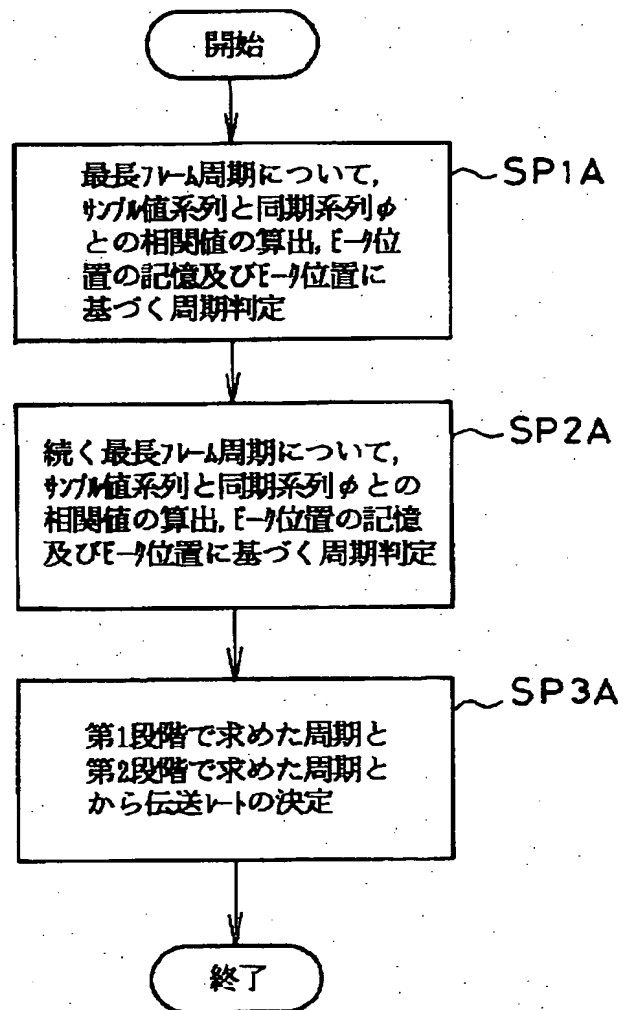 開始
最長フレーム周期について,
サンプル値系列と同期系列φ
との相関値の算出,ピーク位
置の記憶及びピーク位置に
基づく周期判定
SP1A
続く最長フレーム周期について,
サンプル値系列と同期系列φとの
相関値の算出,ピーク位置の記憶
及びピーク位置に基づく周期判定
SP2A
第1段階で求めた周期と
第2段階で求めた周期と
から伝送レートの決定
SP3A
終了